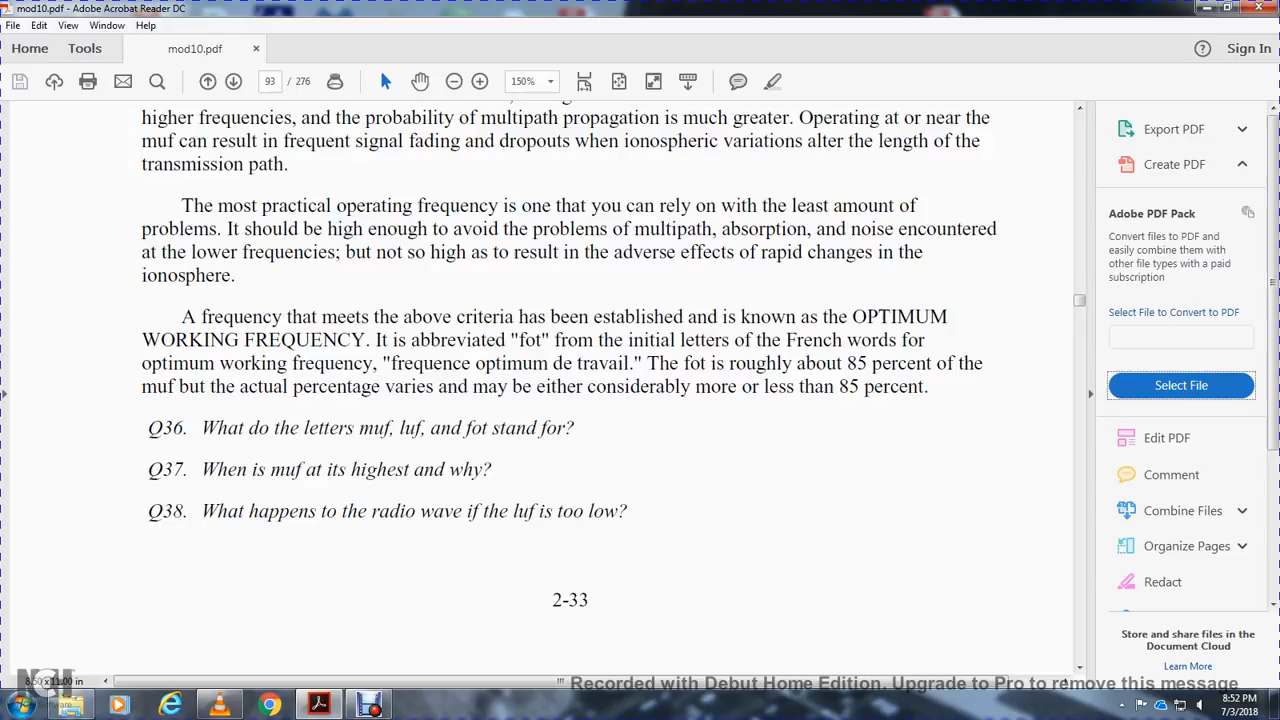 mod10.pdf - Adobe Acrobat Reader DC
File Edit View Window Help
Home Tools mod10.pdf × Sign In
93 / 276 150%
higher frequencies, and the probability of multipath propagation is much greater. Operating at or near the
muf can result in frequent signal fading and dropouts when ionospheric variations alter the length of the
transmission path.
The most practical operating frequency is one that you can rely on with the least amount of
problems. It should be high enough to avoid the problems of multipath, absorption, and noise encountered
at the lower frequencies; but not so high as to result in the adverse effects of rapid changes in the
ionosphere.
A frequency that meets the above criteria has been established and is known as the OPTIMUM
WORKING FREQUENCY. It is abbreviated "fot" from the initial letters of the French words for
optimum working frequency, "frequence optimum de travail." The fot is roughly about 85 percent of the
muf but the actual percentage varies and may be either considerably more or less than 85 percent.
Q36. What do the letters muf, luf, and fot stand for?
Q37. When is muf at its highest and why?
Q38. What happens to the radio wave if the luf is too low?
2-33
Export PDF
Create PDF
Adobe PDF Pack
Convert files to PDF and
easily combine them with
other file types with a paid
subscription
Select File to Convert to PDF
Select File
Edit PDF
Comment
Combine Files
Organize Pages
Redact
Store and share files in the
Document Cloud
Learn More
8.50 x 11.00 in
NCH
Software
Recorded with Debut Home Edition. Upgrade to Pro to remove this message
8:52 PM
7/3/2018